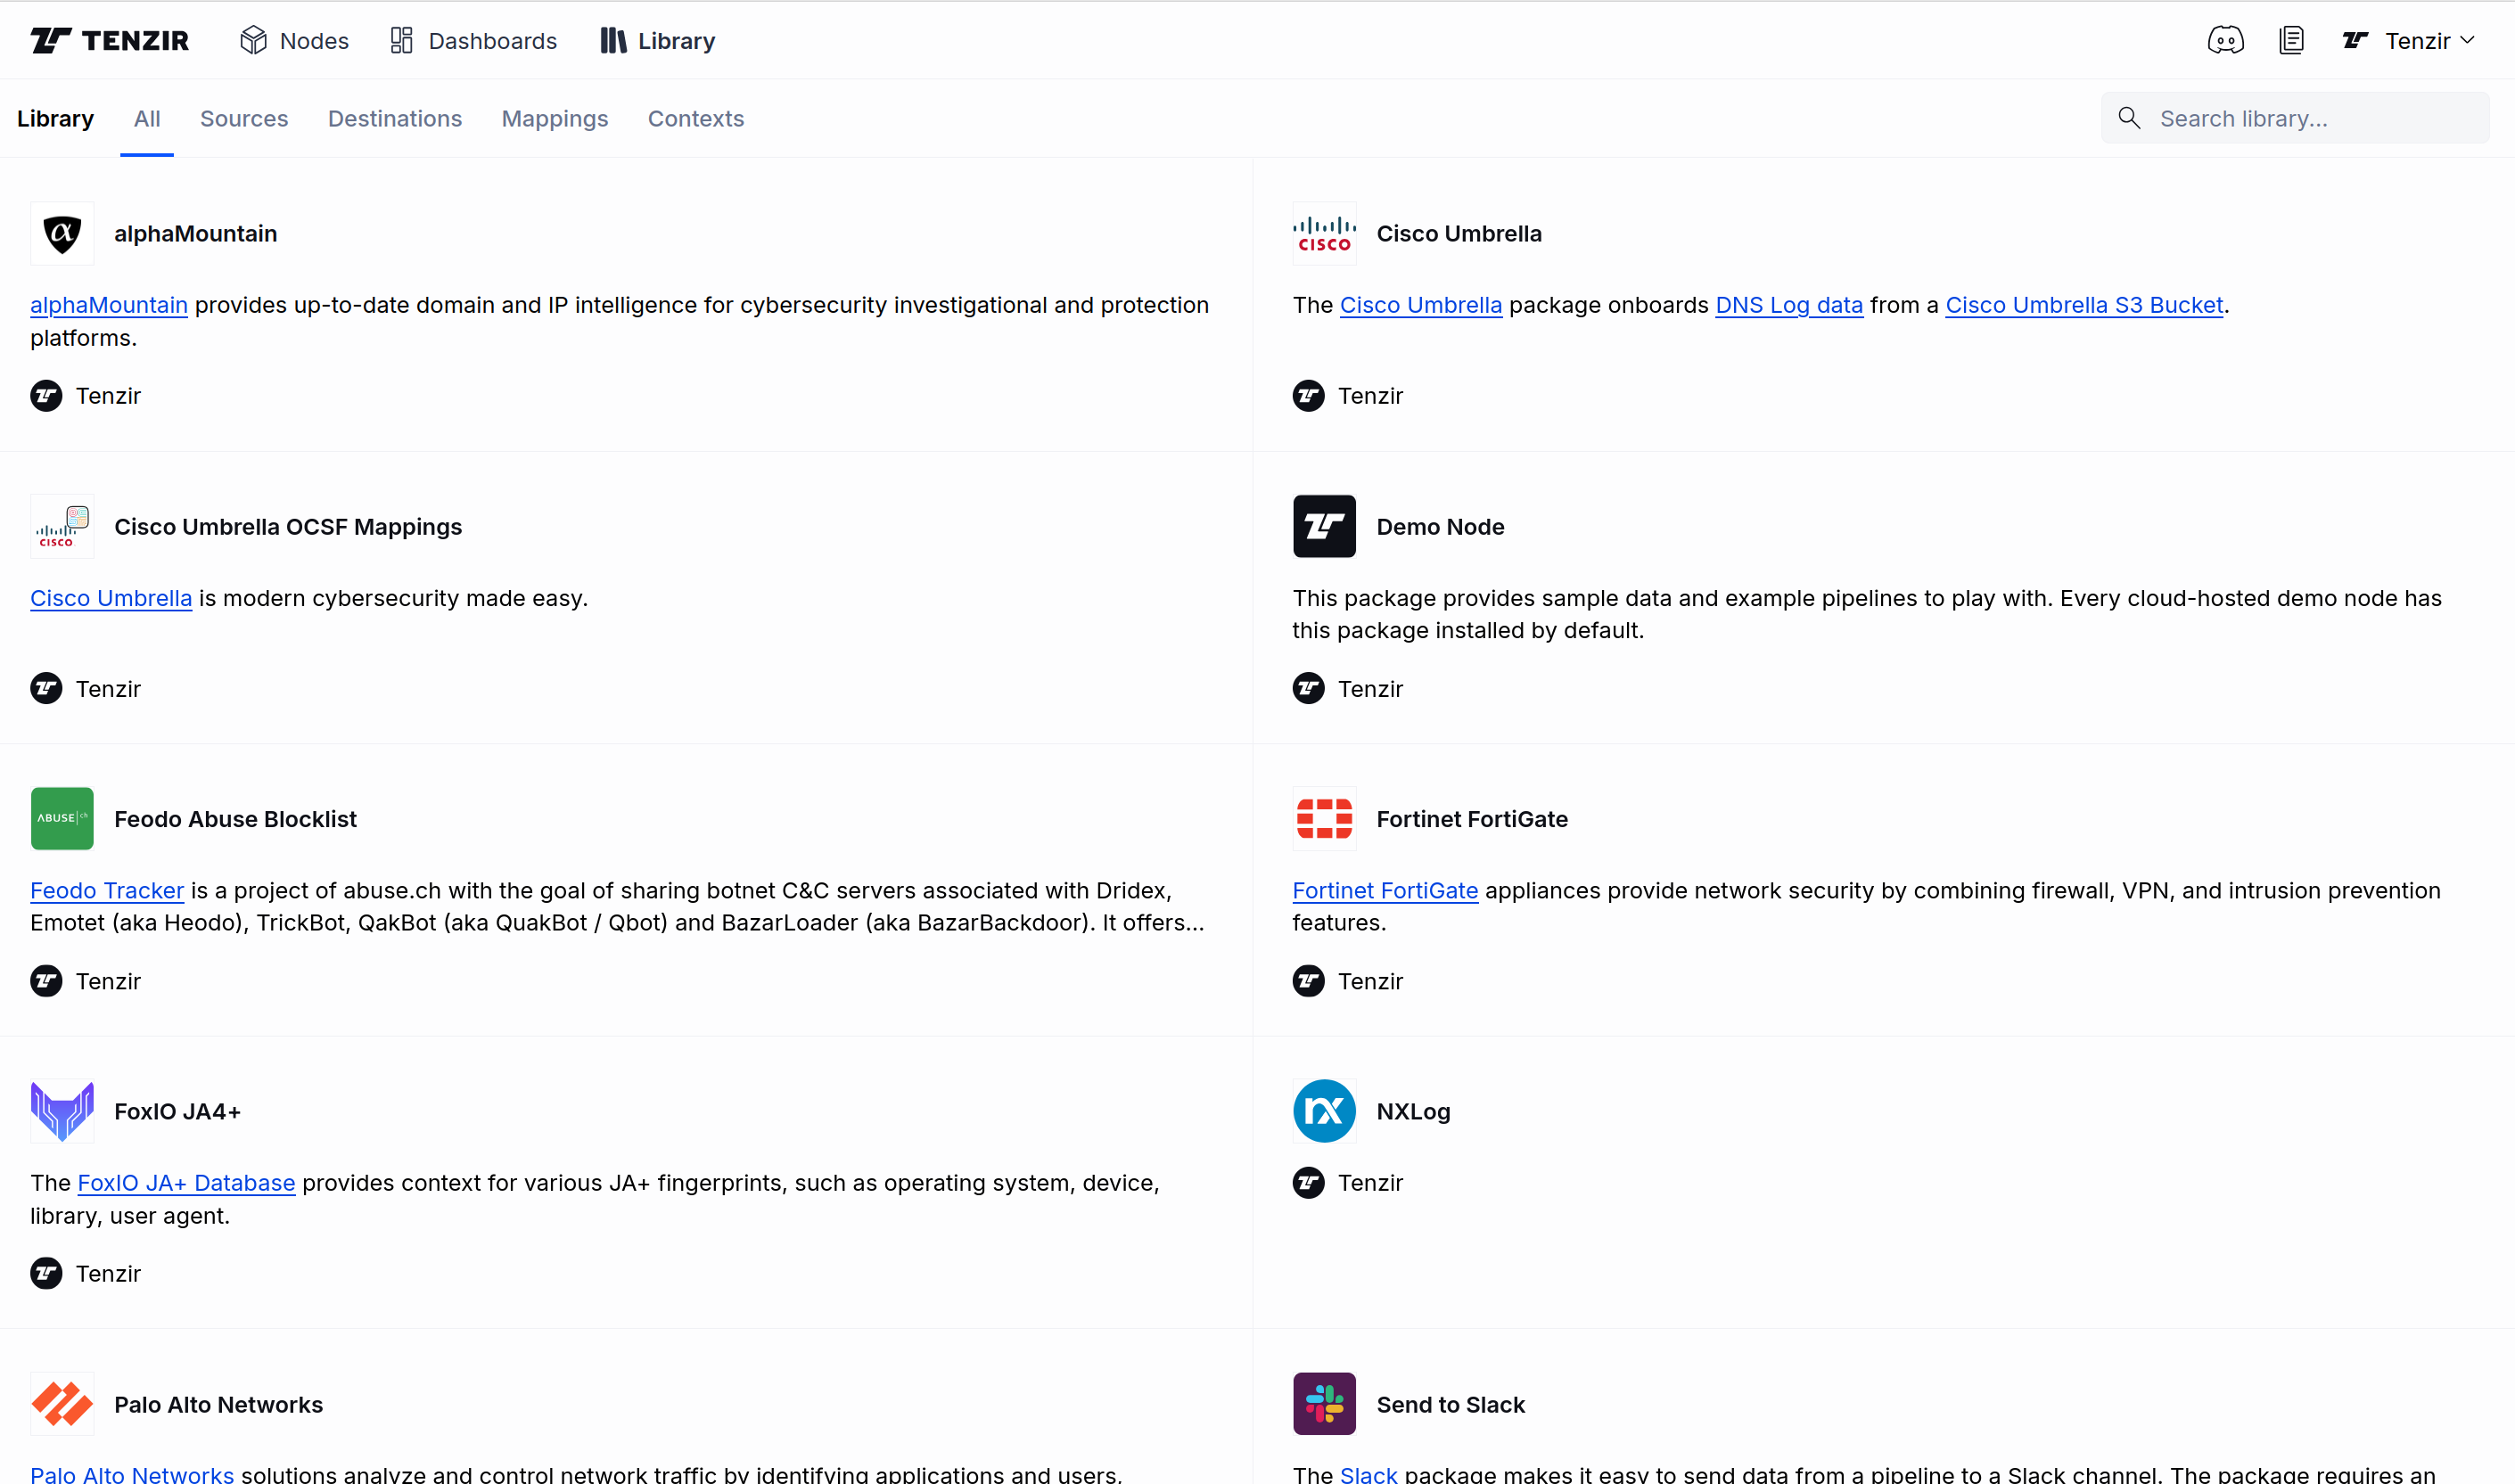 TENZIR Nodes Dashboards Library Tenzir
Library All Sources Destinations Mappings Contexts Search library...
α alphaMountain
alphaMountain provides up-to-date domain and IP intelligence for cybersecurity investigational and protection
platforms.
Tenzir
CISCO Cisco Umbrella
The Cisco Umbrella package onboards DNS Log data from a Cisco Umbrella S3 Bucket.
Tenzir
CISCO Cisco Umbrella OCSF Mappings
Cisco Umbrella is modern cybersecurity made easy.
Tenzir
Demo Node
This package provides sample data and example pipelines to play with. Every cloud-hosted demo node has
this package installed by default.
Tenzir
ABUSE|ch Feodo Abuse Blocklist
Feodo Tracker is a project of abuse.ch with the goal of sharing botnet C&C servers associated with Dridex,
Emotet (aka Heodo), TrickBot, QakBot (aka QuakBot / Qbot) and BazarLoader (aka BazarBackdoor). It offers...
Tenzir
Fortinet FortiGate
Fortinet FortiGate appliances provide network security by combining firewall, VPN, and intrusion prevention
features.
Tenzir
FoxIO JA4+
The FoxIO JA+ Database provides context for various JA+ fingerprints, such as operating system, device,
library, user agent.
Tenzir
nx NXLog
Tenzir
Palo Alto Networks
Palo Alto Networks solutions analyze and control network traffic by identifying applications and users,
Send to Slack
The Slack package makes it easy to send data from a pipeline to a Slack channel. The package requires an